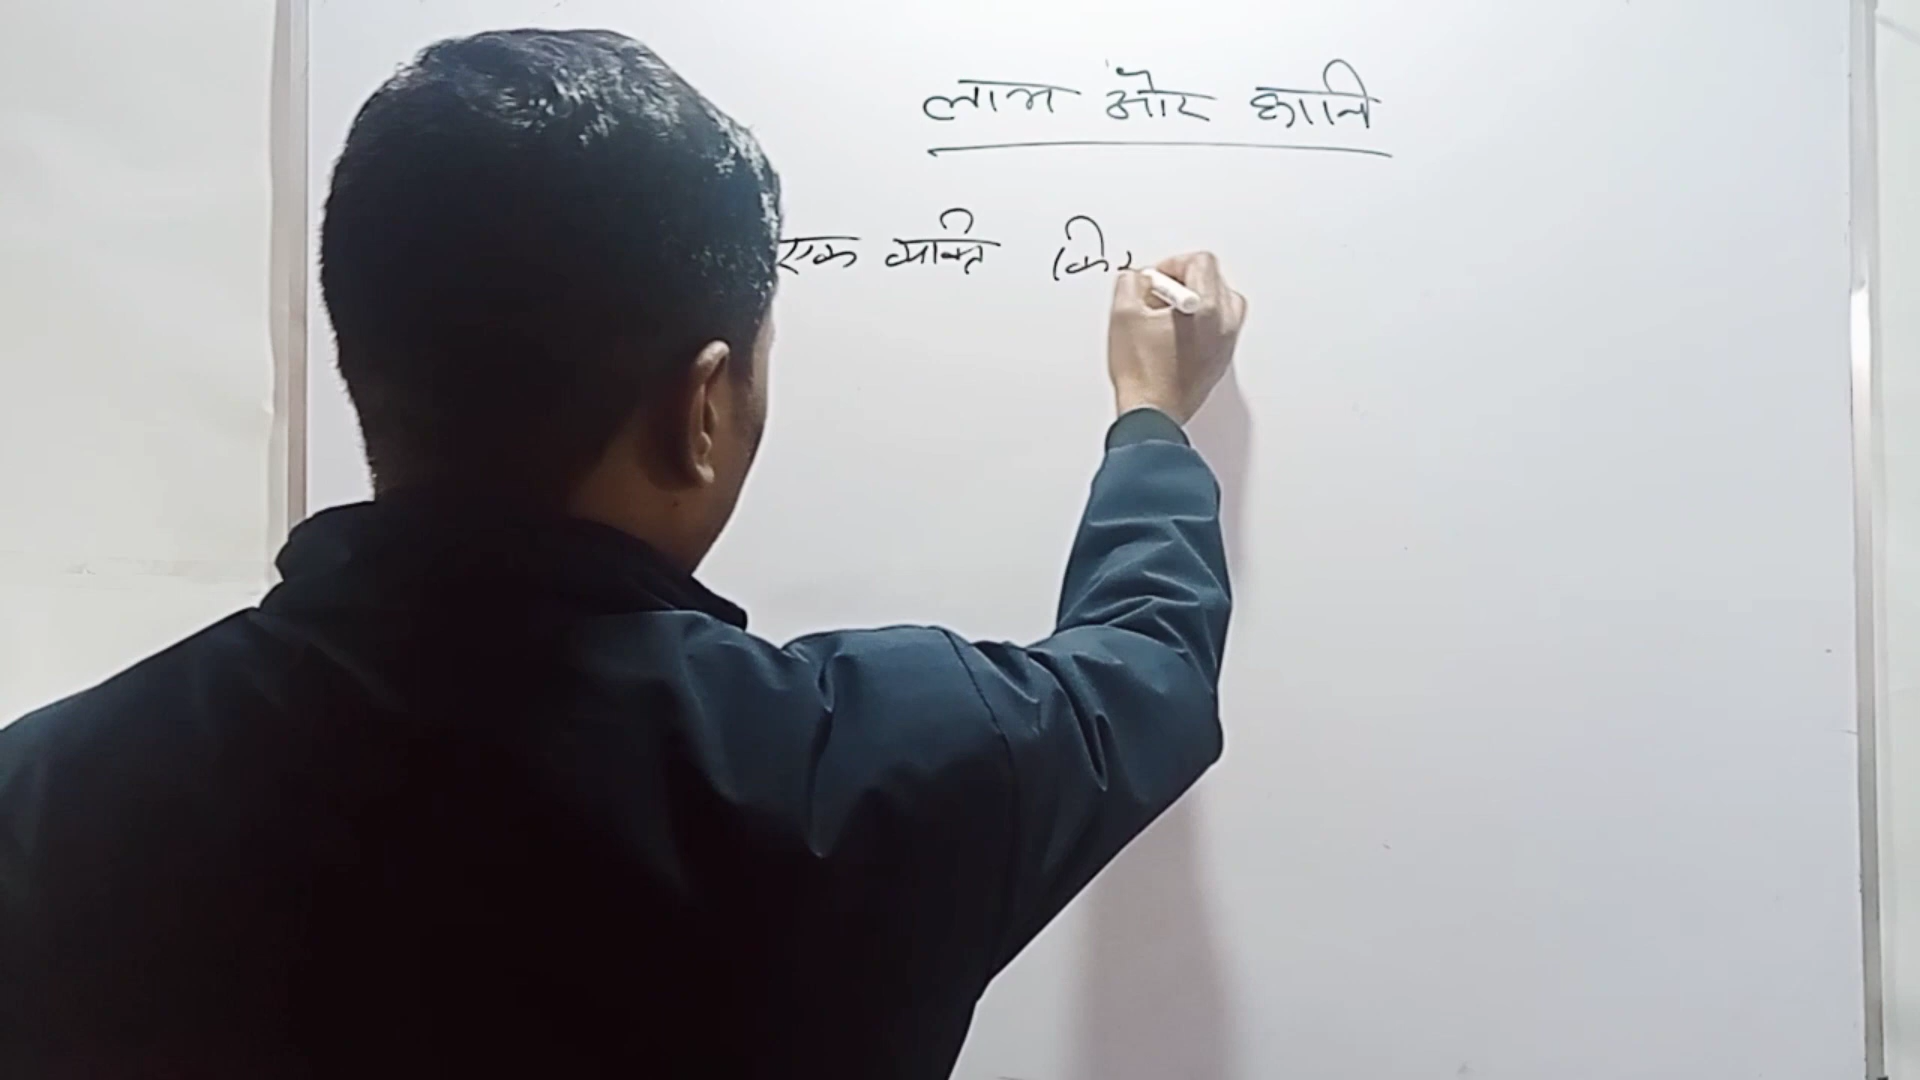 लाभ और हानि
एक व्यक्ति